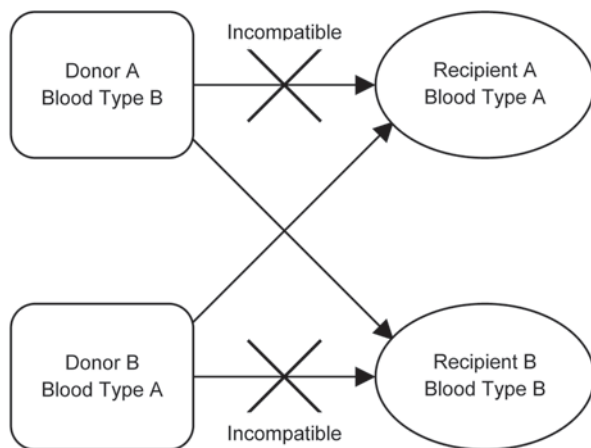 Incompatible
Donor A
Blood Type B
Recipient A
Blood Type A
Donor B
Blood Type A
Recipient B
Blood Type B
Incompatible